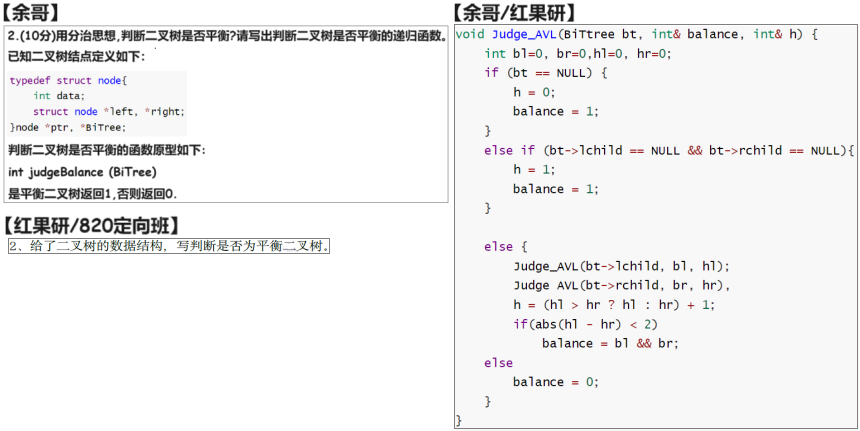 【余哥】
2.(10分)用分治思想,判断二叉树是否平衡?请写出判断二叉树是否平衡的递归函数。
已知二叉树结点定义如下:
typedef struct node{
    int data;
    struct node *left, *right;
}node *ptr, *BiTree;
判断二叉树是否平衡的函数原型如下:
int judgeBalance (BiTree)
是平衡二叉树返回1,否则返回0.
【红果研/820定向班】
2、给了二叉树的数据结构, 写判断是否为平衡二叉树。
【余哥/红果研】
void Judge_AVL(BiTtree bt, int& balance, int& h) {
    int bl=0, br=0,hl=0, hr=0;
    if (bt == NULL) {
        h = 0;
        balance = 1;
    }
    else if (bt->lchild == NULL && bt->rchild == NULL){
        h = 1;
        balance = 1;
    }
    else {
        Judge_AVL(bt->lchild, bl, hl);
        Judge AVL(bt->rchild, br, hr),
        h = (hl > hr ? hl : hr) + 1;
        if(abs(hl - hr) < 2)
            balance = bl && br;
    else
        balance = 0;
    }
}